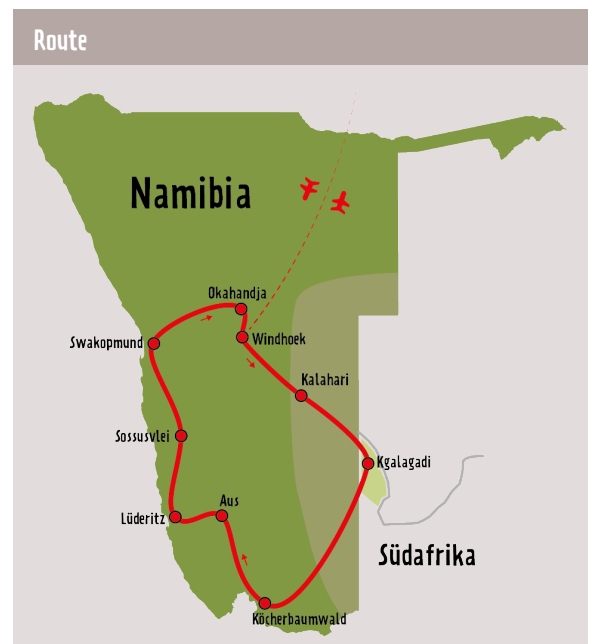 Route
Namibia
Okahandja
Swakopmund
Windhoek
Kalahari
Sossusvlei
Kgalagadi
Aus
Lüderitz
Südafrika
Köcherbaumwald